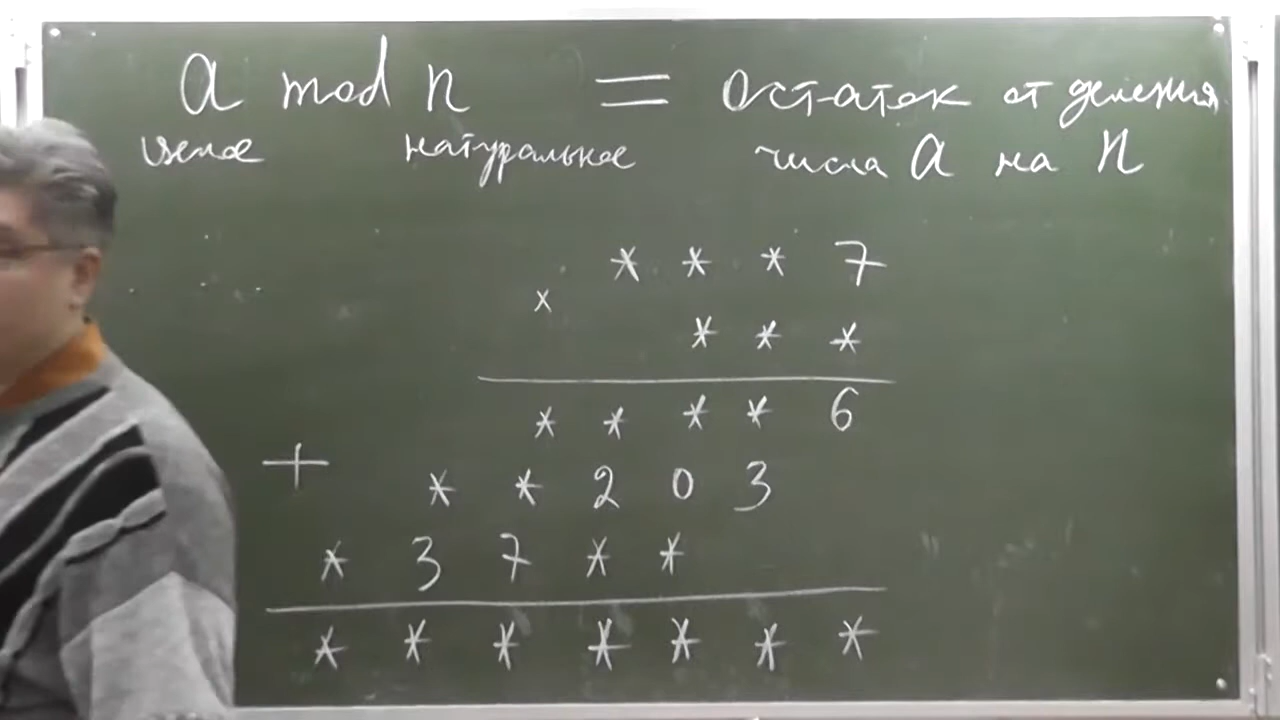 a mod n = Остаток от деления
целое натуральное числа a на n
* * * 7
x
* * *
* * * * 6
+
* * 2 0 3
* 3 7 * *
* * * * * * *